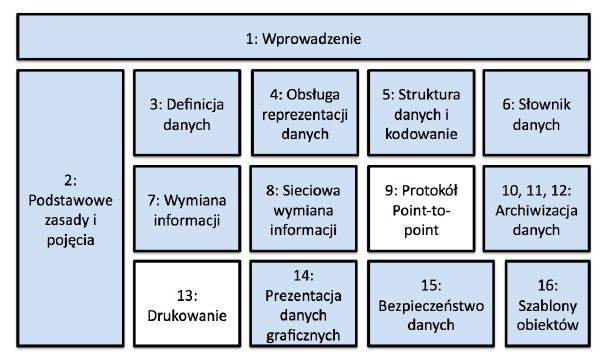 1: Wprowadzenie
2:
Podstawowe
zasady i
pojęcia
3: Definicja
danych
4: Obsługa
reprezentacji
danych
5: Struktura
danych i
kodowanie
6: Słownik
danych
7: Wymiana
informacji
8: Sieciowa
wymiana
informacji
9: Protokół
Point-to-
point
10, 11, 12:
Archiwizacja
danych
13:
Drukowanie
14:
Prezentacja
danych
graficznych
15:
Bezpieczeństwo
danych
16:
Szablony
obiektów